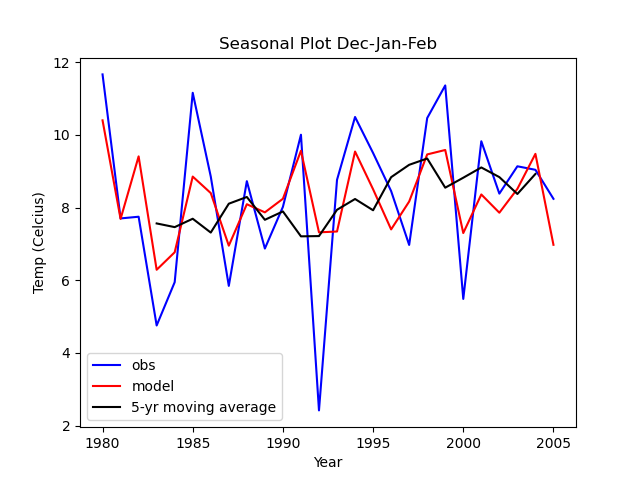 Seasonal Plot Dec-Jan-Feb
Temp (Celcius)
12
10
8
6
4
2
obs
model
5-yr moving average
1980 1985 1990 1995 2000 2005
Year